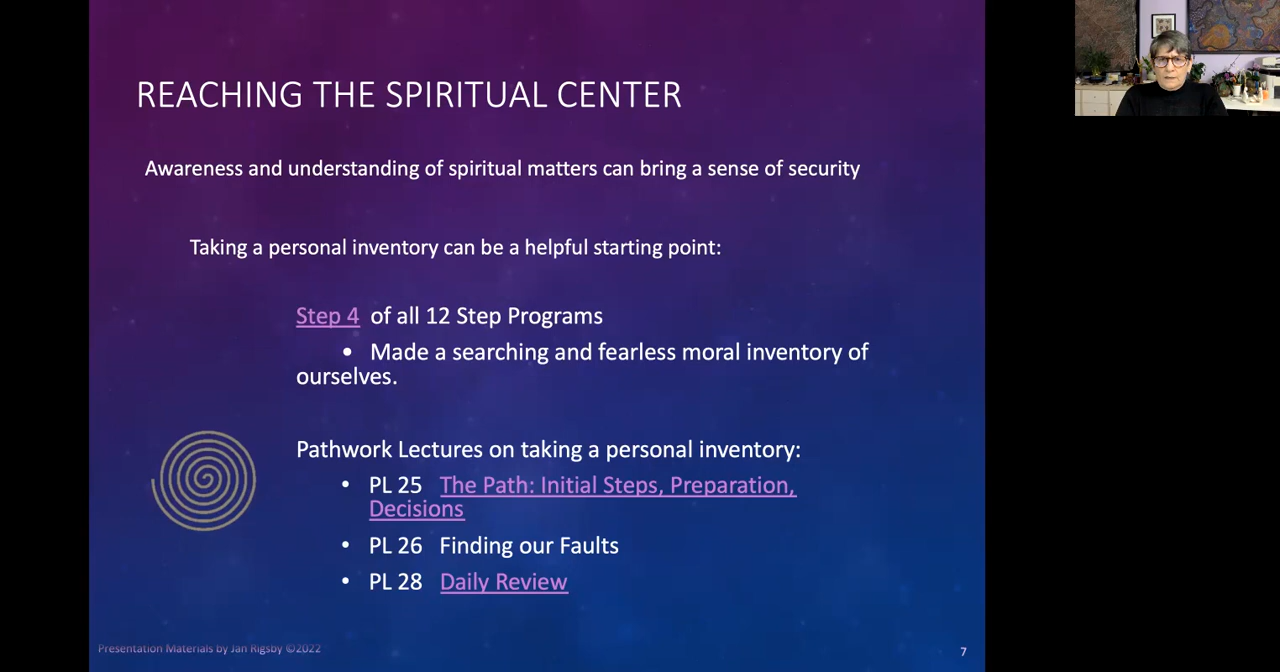 REACHING THE SPIRITUAL CENTER
Awareness and understanding of spiritual matters can bring a sense of security
Taking a personal inventory can be a helpful starting point:
Step 4 of all 12 Step Programs
• Made a searching and fearless moral inventory of
ourselves.
Pathwork Lectures on taking a personal inventory:
• PL 25 The Path: Initial Steps, Preparation,
Decisions
• PL 26 Finding our Faults
• PL 28 Daily Review
Presentation Materials by Jan Rigsby ©2022
7